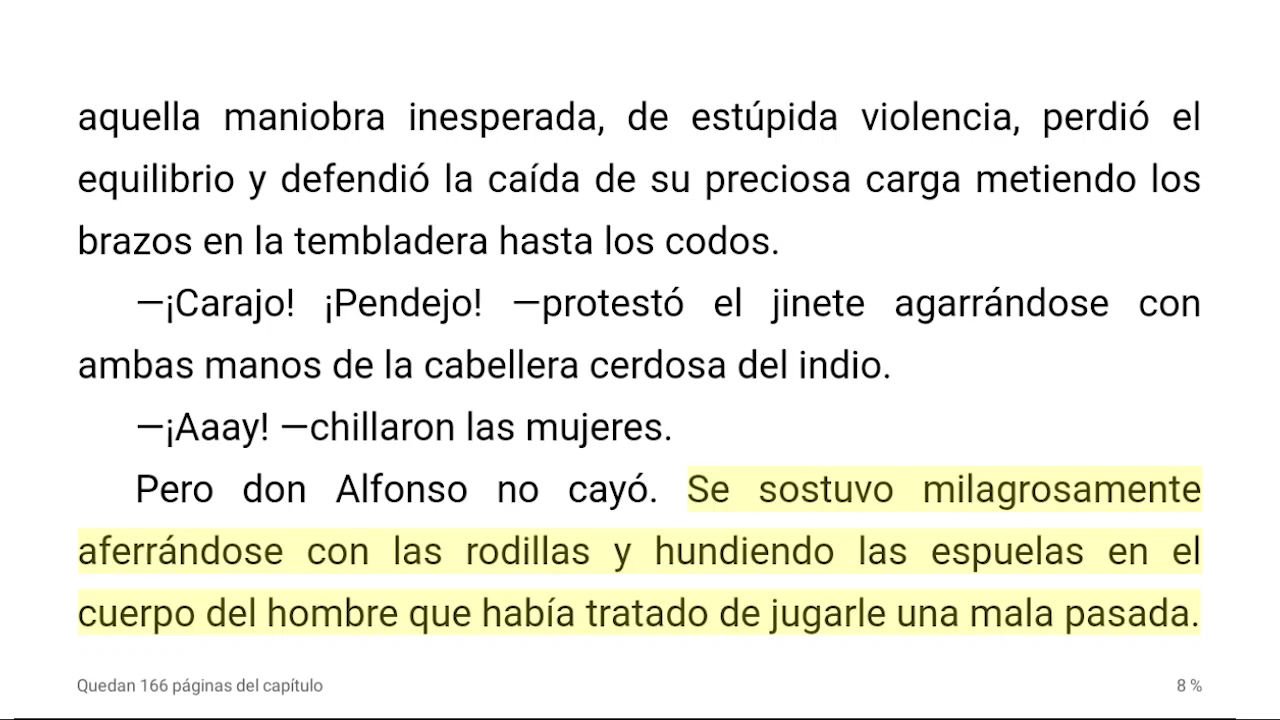 aquella maniobra inesperada, de estúpida violencia, perdió el
equilibrio y defendió la caída de su preciosa carga metiendo los
brazos en la tembladera hasta los codos.
—¡Carajo! ¡Pendejo! —protestó el jinete agarrándose con
ambas manos de la cabellera cerdosa del indio.
—¡Aaay! —chillaron las mujeres.
Pero don Alfonso no cayó. Se sostuvo milagrosamente
aferrándose con las rodillas y hundiendo las espuelas en el
cuerpo del hombre que había tratado de jugarle una mala pasada.
Quedan 166 páginas del capítulo 8 %